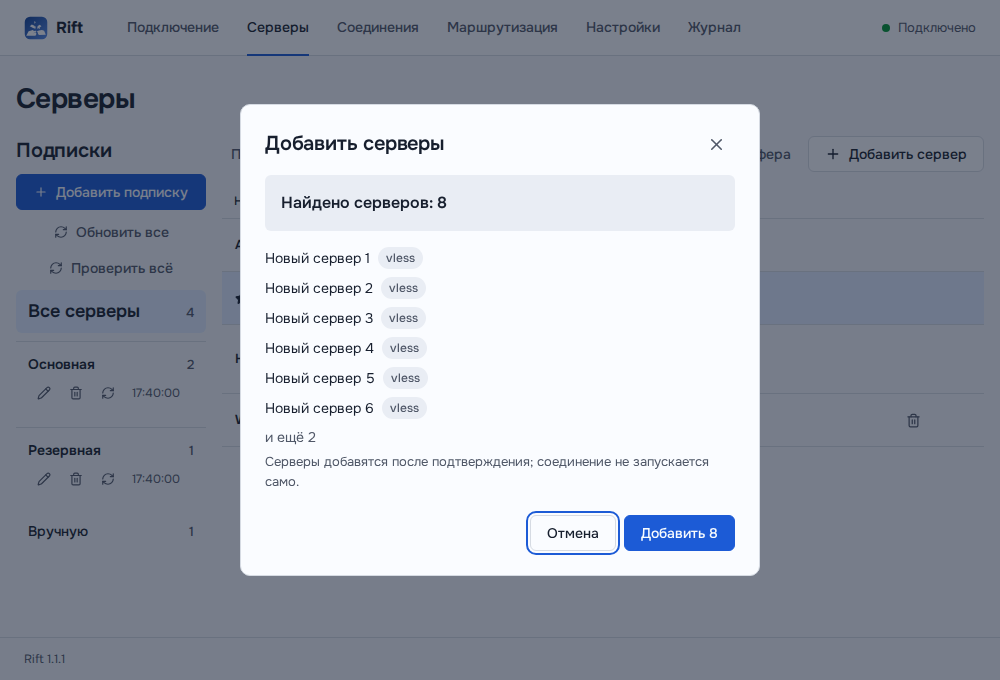 Rift
Подключение
Серверы
Соединения
Маршрутизация
Настройки
Журнал
Подключено
Серверы
Подписки
Добавить подписку
Обновить все
Проверить всё
Все серверы 4
Основная 2
17:40:00
Резервная 1
17:40:00
Вручную 1
Добавить сервер
Добавить серверы
Найдено серверов: 8
Новый сервер 1 vless
Новый сервер 2 vless
Новый сервер 3 vless
Новый сервер 4 vless
Новый сервер 5 vless
Новый сервер 6 vless
и ещё 2
Серверы добавятся после подтверждения; соединение не запускается
само.
Отмена
Добавить 8
Rift 1.1.1